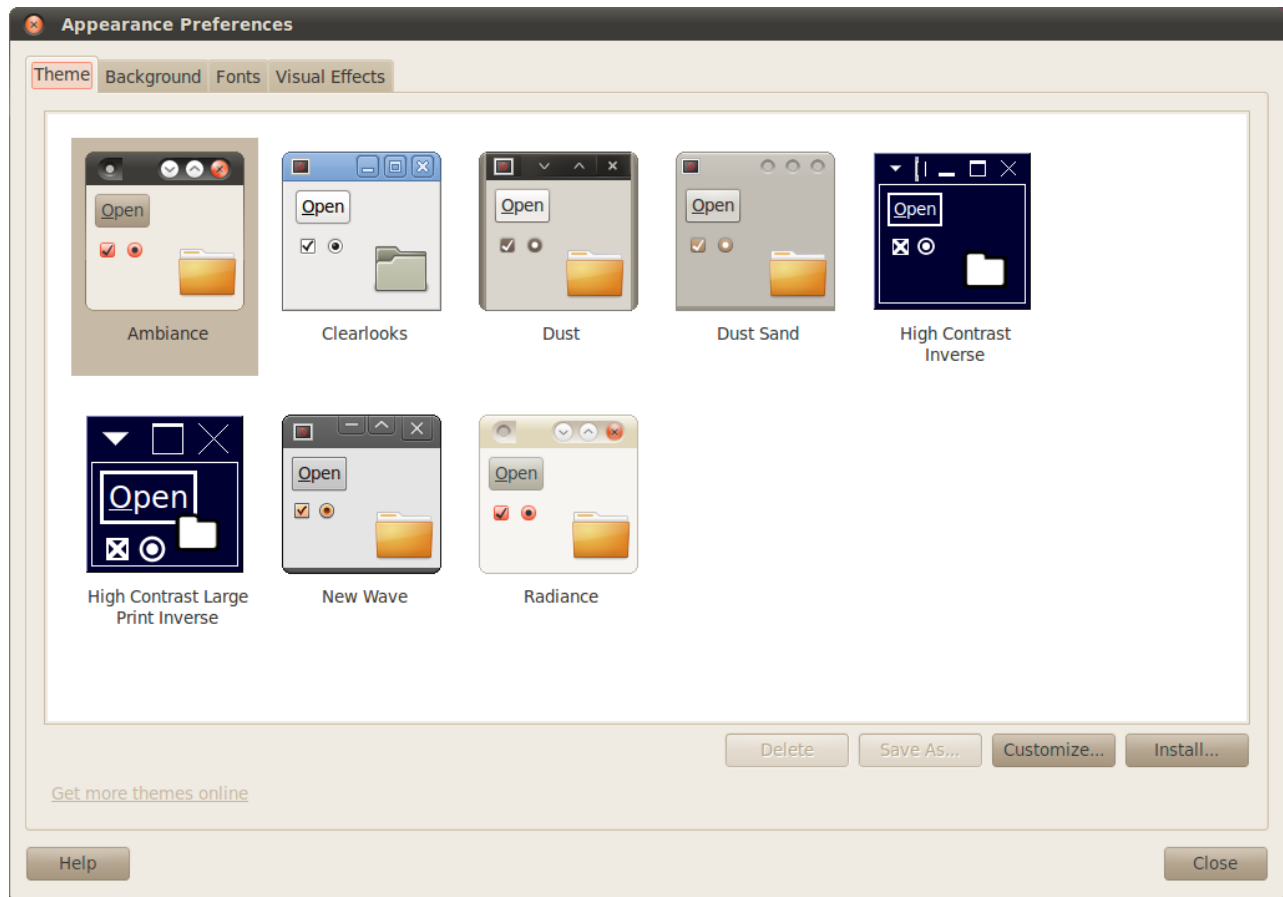 Appearance Preferences
Theme Background Fonts Visual Effects
Open Open Open Open Open
Ambiance Clearlooks Dust Dust Sand High Contrast
Inverse
Open Open Open
High Contrast Large New Wave Radiance
Print Inverse
Delete Save As... Customize... Install...
Get more themes online
Help Close